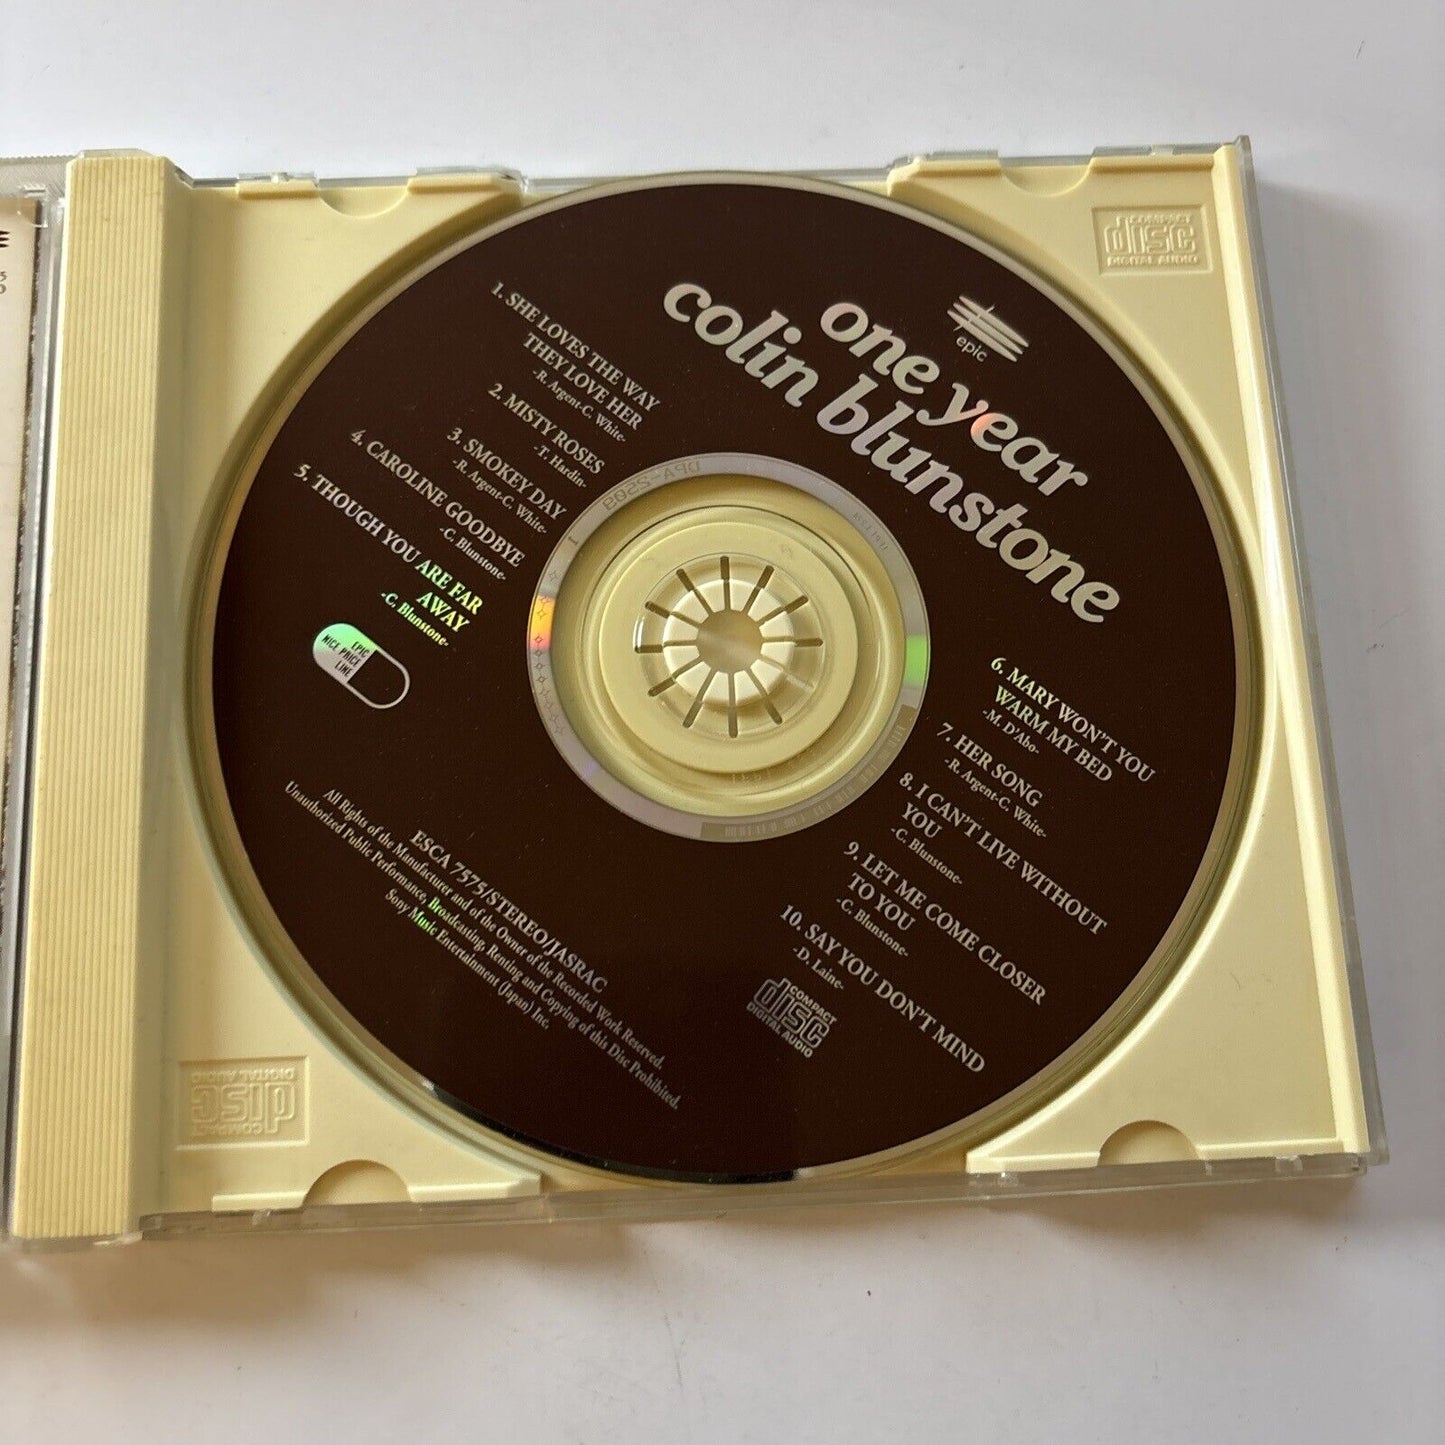 epic
one year
colin blunstone
1. SHE LOVES THE WAY
THEY LOVE HER
-R. Argent-C. White-
2. MISTY ROSES
-T. Hardin-
3. SMOKEY DAY
-R. Argent-C. White-
4. CAROLINE GOODBYE
-C. Blunstone-
5. THOUGH YOU ARE FAR
AWAY
-C. Blunstone-
EPIC
NICE PRICE
LINE
6. MARY WON'T YOU
WARM MY BED
-M. D'Abo-
7. HER SONG
-R. Argent-C. White-
8. I CAN'T LIVE WITHOUT
YOU
-C. Blunstone-
9. LET ME COME CLOSER
TO YOU
-C. Blunstone-
10. SAY YOU DON'T MIND
-D. Laine-
COMPACT
disc
DIGITAL AUDIO
ESCA 7575/STEREO/JASRAC
All Rights of the Manufacturer and of the Owner of the Recorded Work Reserved.
Unauthorized Public Performance, Broadcasting, Renting and Copying of this Disc Prohibited.
Sony Music Entertainment (Japan) Inc.
COMPACT
disc
DIGITAL AUDIO
COMPACT
disc
DIGITAL AUDIO